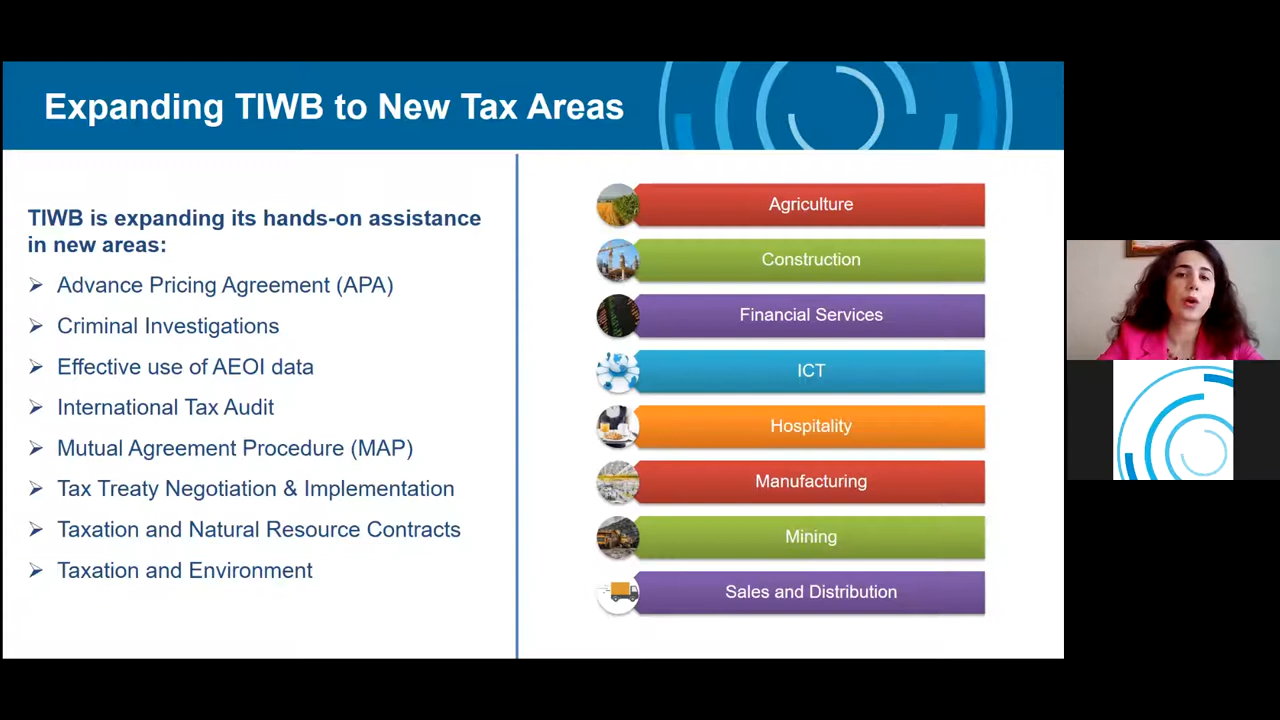 Expanding TIWB to New Tax Areas
TIWB is expanding its hands-on assistance
in new areas:
Advance Pricing Agreement (APA)
Criminal Investigations
Effective use of AEOI data
International Tax Audit
Mutual Agreement Procedure (MAP)
Tax Treaty Negotiation & Implementation
Taxation and Natural Resource Contracts
Taxation and Environment
Agriculture
Construction
Financial Services
ICT
Hospitality
Manufacturing
Mining
Sales and Distribution